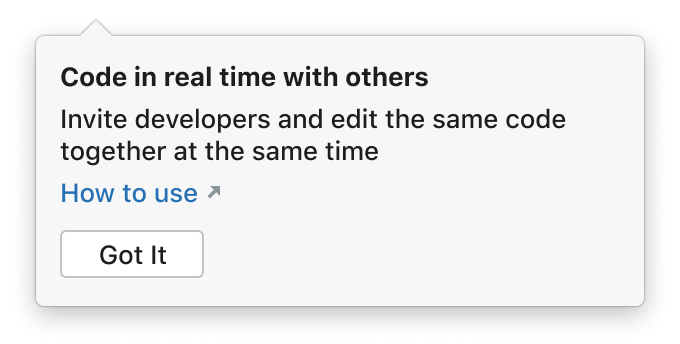 Code in real time with others
Invite developers and edit the same code
together at the same time
How to use
Got It